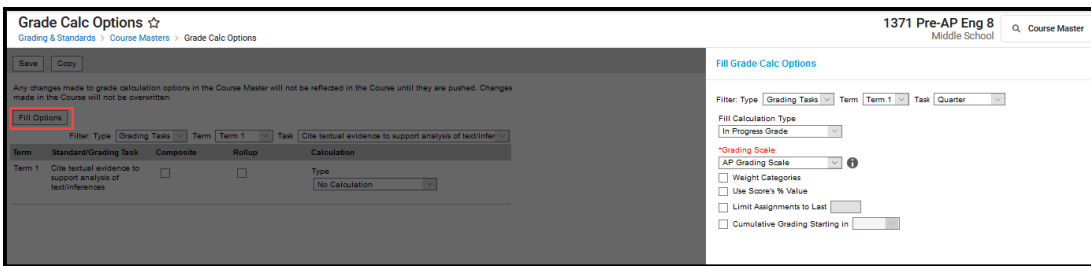 Grade Calc Options ☆
Grading & Standards > Course Masters > Grade Calc Options
1371 Pre-AP Eng 8
Middle School
Course Master
Save Copy
Any changes made to grade calculation options in the Course Master will not be reflected in the Course until they are pushed. Changes
made in the Course will not be overwritten.
Fill Options
Filter: Type Grading Tasks Term Term 1 Task Cite textual evidence to support analysis of text/infer
Term Standard/Grading Task Composite Rollup Calculation
Term 1 Cite textual evidence to
support analysis of
text/inferences
Type
No Calculation
Fill Grade Calc Options
Filter: Type Grading Tasks Term Term 1 Task Quarter
Fill Calculation Type
In Progress Grade
*Grading Scale
AP Grading Scale
Weight Categories
Use Score's % Value
Limit Assignments to Last
Cumulative Grading Starting in